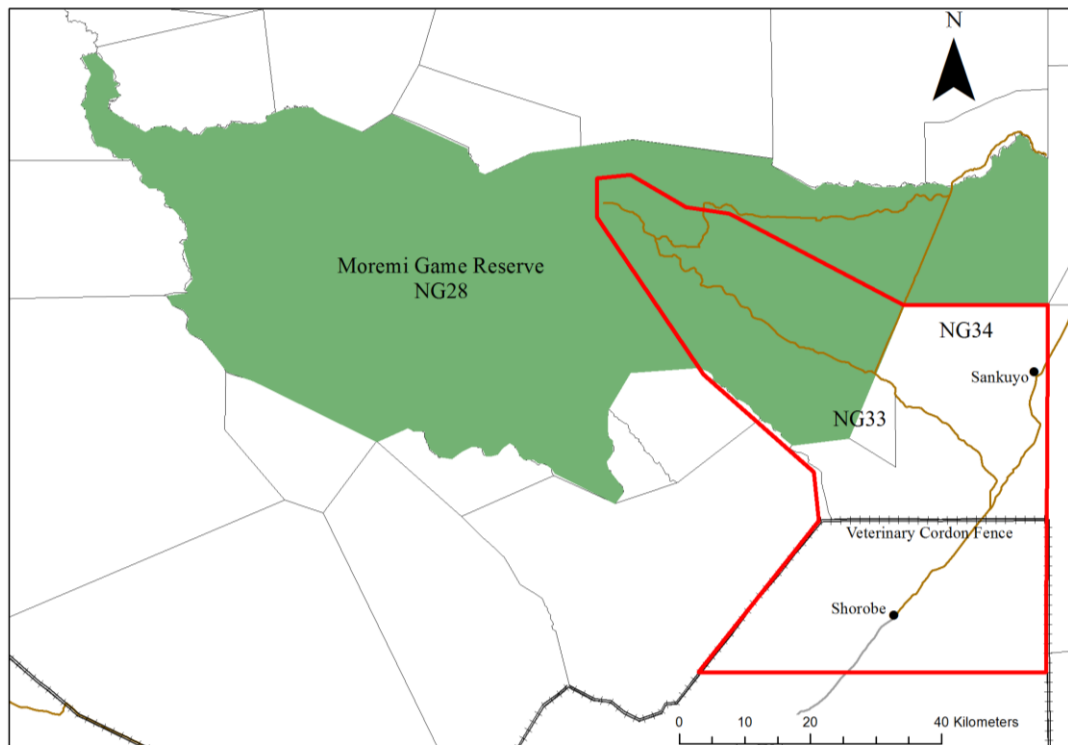 N
Moremi Game Reserve
NG28
NG34
Sankuyo
NG33
Veterinary Cordon Fence
Shorobe
0 10 20 40 Kilometers